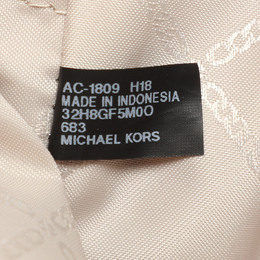 AC-1809 H18
MADE IN INDONESIA
32H8GF5M0O
683
MICHAEL KORS